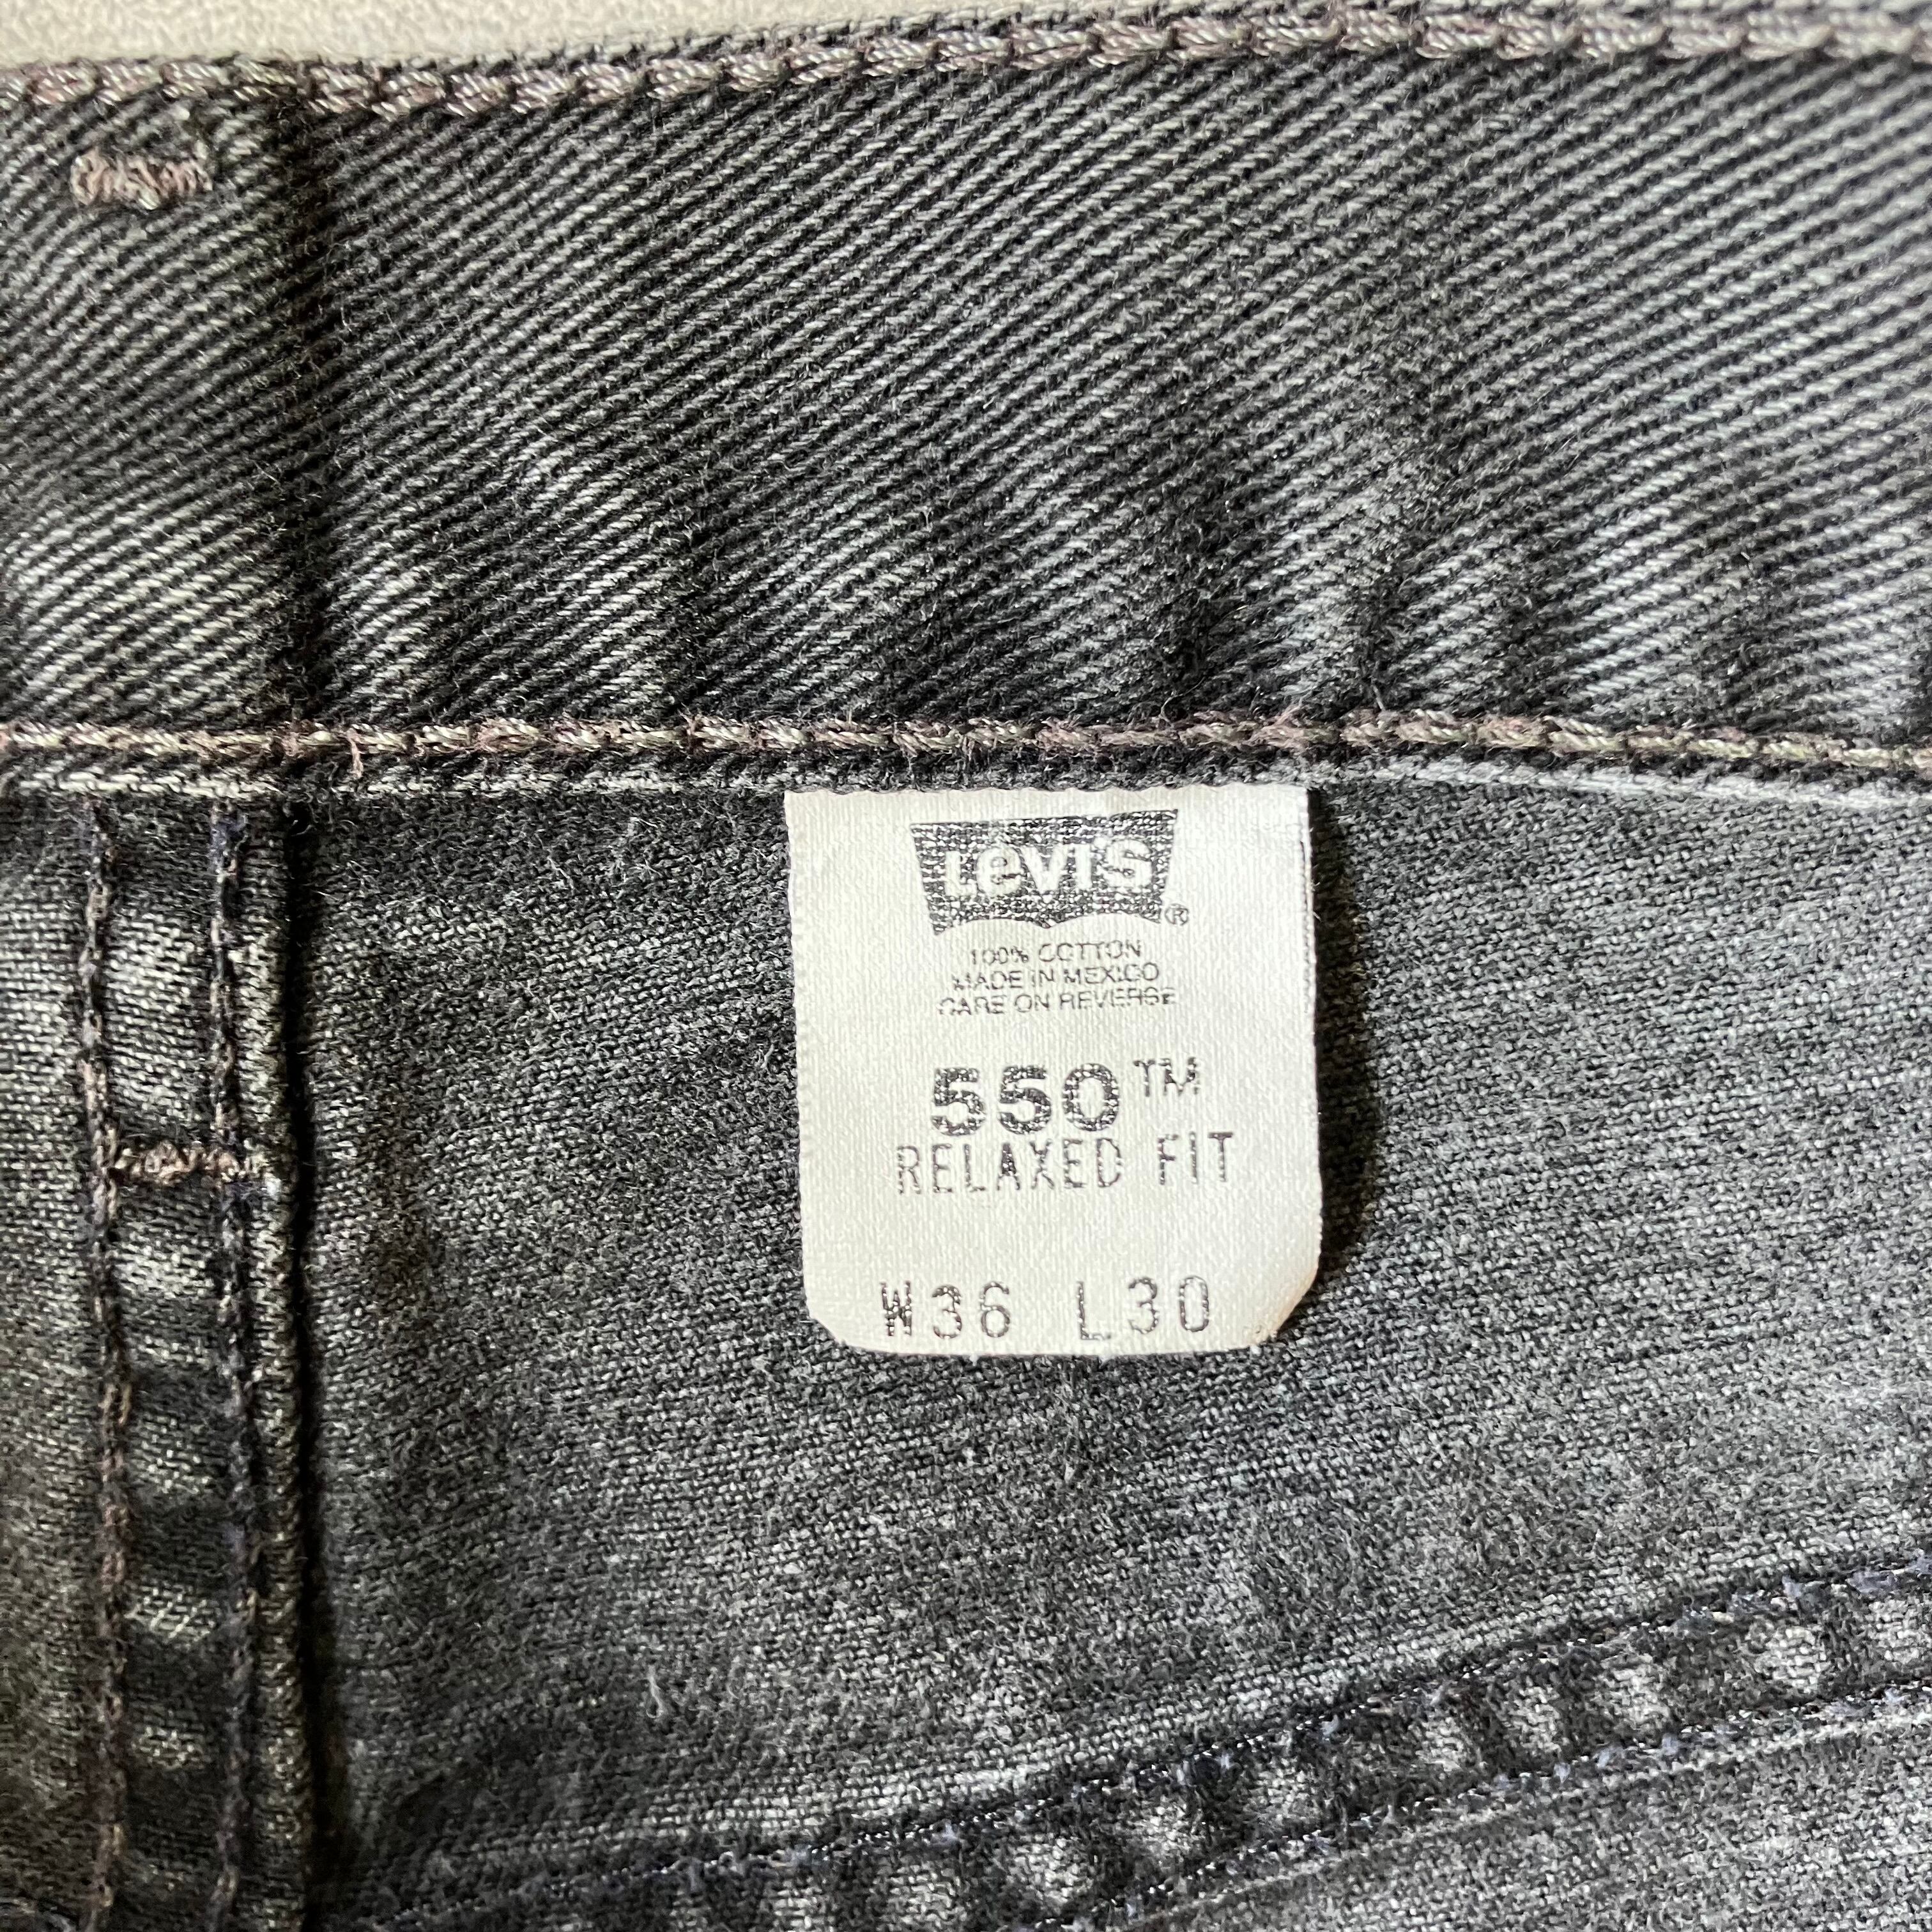 Levi's®
100% COTTON
MADE IN MEXICO
CARE ON REVERSE
550™
RELAXED FIT
W36 L30